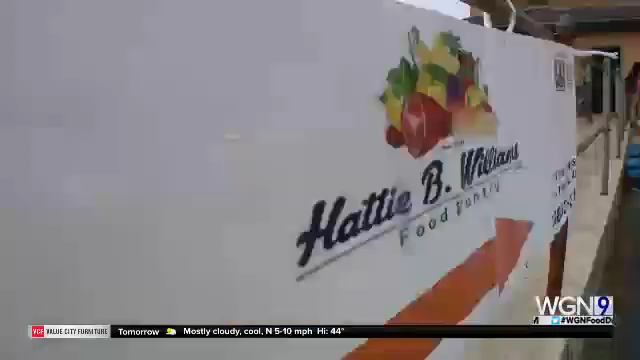 Hattie B. Williams
Food Pantry
WGN9
#WGNFoodD
VCF VALUE CITY FURNITURE
Tomorrow Mostly cloudy, cool, N 5-10 mph Hi: 44°